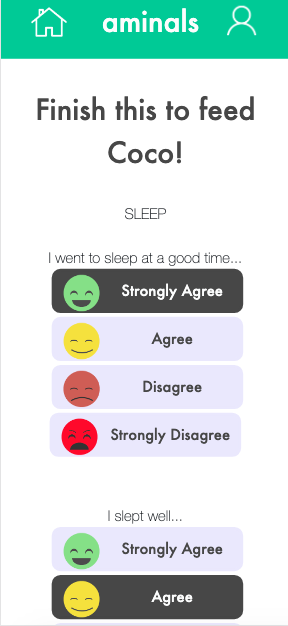 aminals
Finish this to feed
Coco!
SLEEP
I went to sleep at a good time...
Strongly Agree
Agree
Disagree
Strongly Disagree
I slept well...
Strongly Agree
Agree